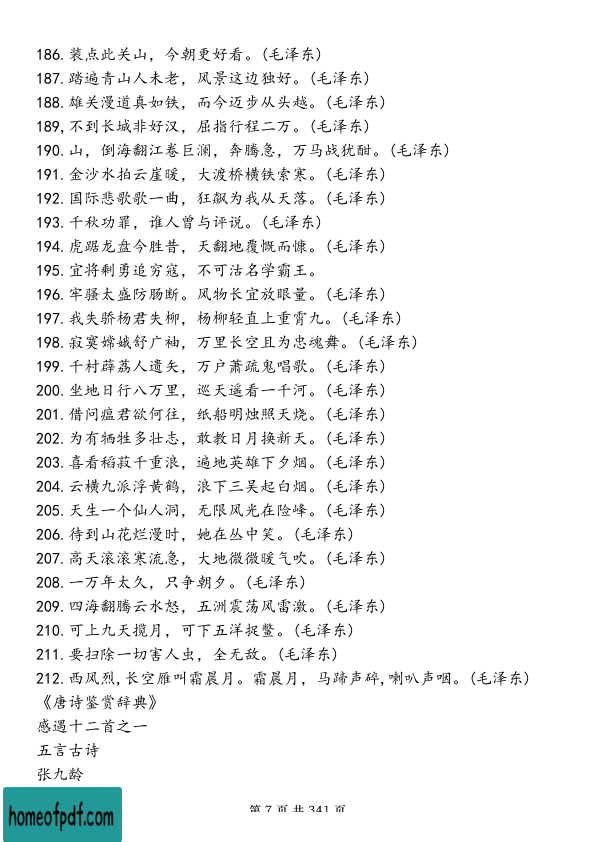 186.装点此关山，今朝更好看。(毛泽东)
187.踏遍青山人未老，风景这边独好。(毛泽东)
188.雄关漫道真如铁，而今迈步从头越。(毛泽东)
189,不到长城非好汉，屈指行程二万。(毛泽东)
190.山，倒海翻江卷巨澜，奔腾急，万马战犹酣。(毛泽东)
191.金沙水拍云崖暖，大渡桥横铁索寒。(毛泽东)
192.国际悲歌歌一曲，狂飙为我从天落。(毛泽东)
193.千秋功罪，谁人曾与评说。(毛泽东)
194.虎踞龙盘今胜昔，天翻地覆慨而慷。(毛泽东)
195.宜将剩勇追穷寇，不可沽名学霸王。
196.牢骚太盛防肠断。风物长宜放眼量。(毛泽东)
197.我失骄杨君失柳，杨柳轻直上重霄九。(毛泽东)
198.寂寞嫦娥舒广袖，万里长空且为忠魂舞。(毛泽东)
199.千村薜荔人遗矢，万户萧疏鬼唱歌。(毛泽东)
200.坐地日行八万里，巡天遥看一千河。(毛泽东)
201.借问瘟君欲何往，纸船明烛照天烧。(毛泽东)
202.为有牺牲多壮志，敢教日月换新天。(毛泽东)
203.喜看稻菽千重浪，遍地英雄下夕烟。(毛泽东)
204.云横九派浮黄鹤，浪下三吴起白烟。(毛泽东)
205.天生一个仙人洞，无限风光在险峰。(毛泽东)
206.待到山花烂漫时，她在丛中笑。(毛泽东)
207.高天滚滚寒流急，大地微微暖气吹。(毛泽东)
208.一万年太久，只争朝夕。(毛泽东)
209.四海翻腾云水怒，五洲震荡风雷激。(毛泽东)
210.可上九天揽月，可下五洋捉鳖。(毛泽东)
211.要扫除一切害人虫，全无敌。(毛泽东)
212.西风烈,长空雁叫霜晨月。霜晨月，马蹄声碎,喇叭声咽。(毛泽东)
《唐诗鉴赏辞典》
感遇十二首之一
五言古诗
张九龄
第 7 页 共 341 页
homeofpdf.com